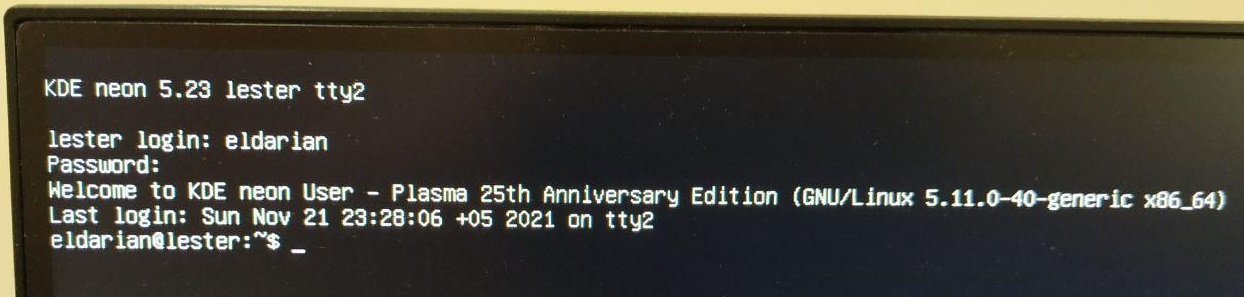 KDE neon 5.23 lester tty2
lester login: eldarian
Password:
Welcome to KDE neon User - Plasma 25th Anniversary Edition (GNU/Linux 5.11.0-40-generic x86_64)
Last login: Sun Nov 21 23:28:06 +05 2021 on tty2
eldarian@lester:~$ _